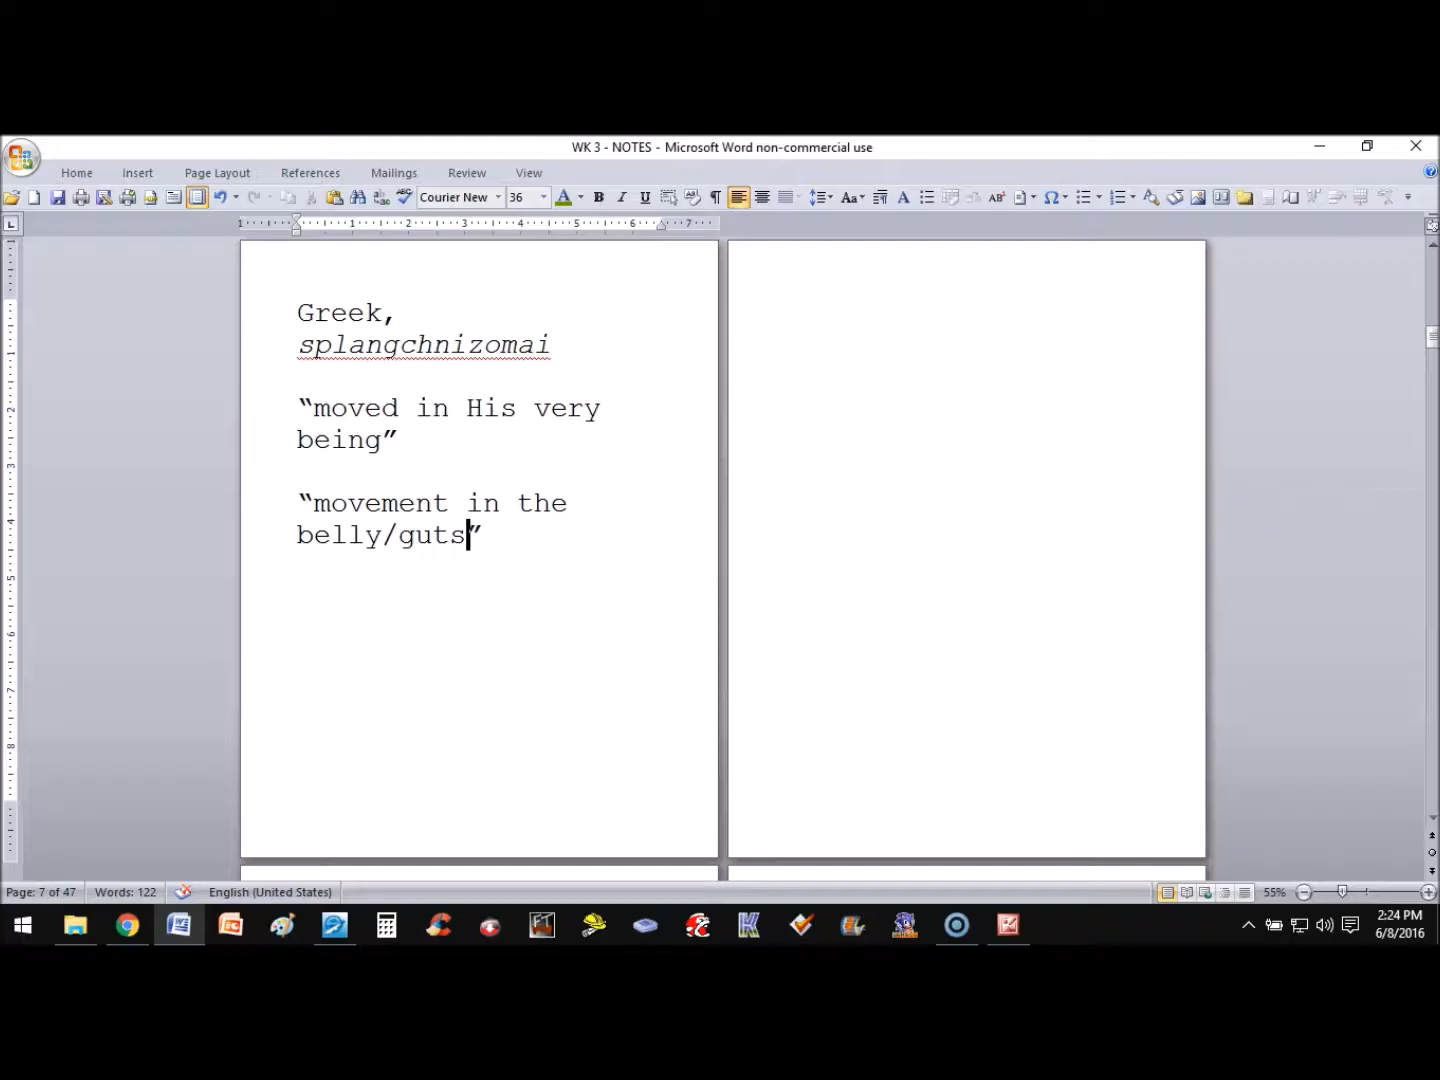 WK 3 - NOTES - Microsoft Word non-commercial use
Home Insert Page Layout References Mailings Review View
Courier New 36
Greek,
splangchnizomai
“moved in His very
being”
“movement in the
belly/guts”
Page: 7 of 47 Words: 122 English (United States) 55%
2:24 PM
6/8/2016